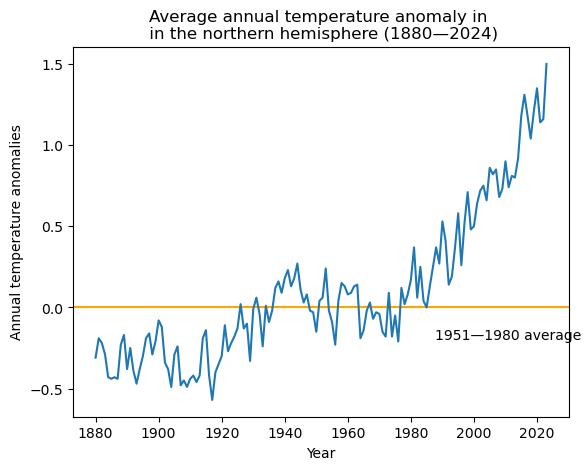 Average annual temperature anomaly in
in the northern hemisphere (1880—2024)
Annual temperature anomalies
1.5
1.0
0.5
0.0
−0.5
1951—1980 average
1880 1900 1920 1940 1960 1980 2000 2020
Year